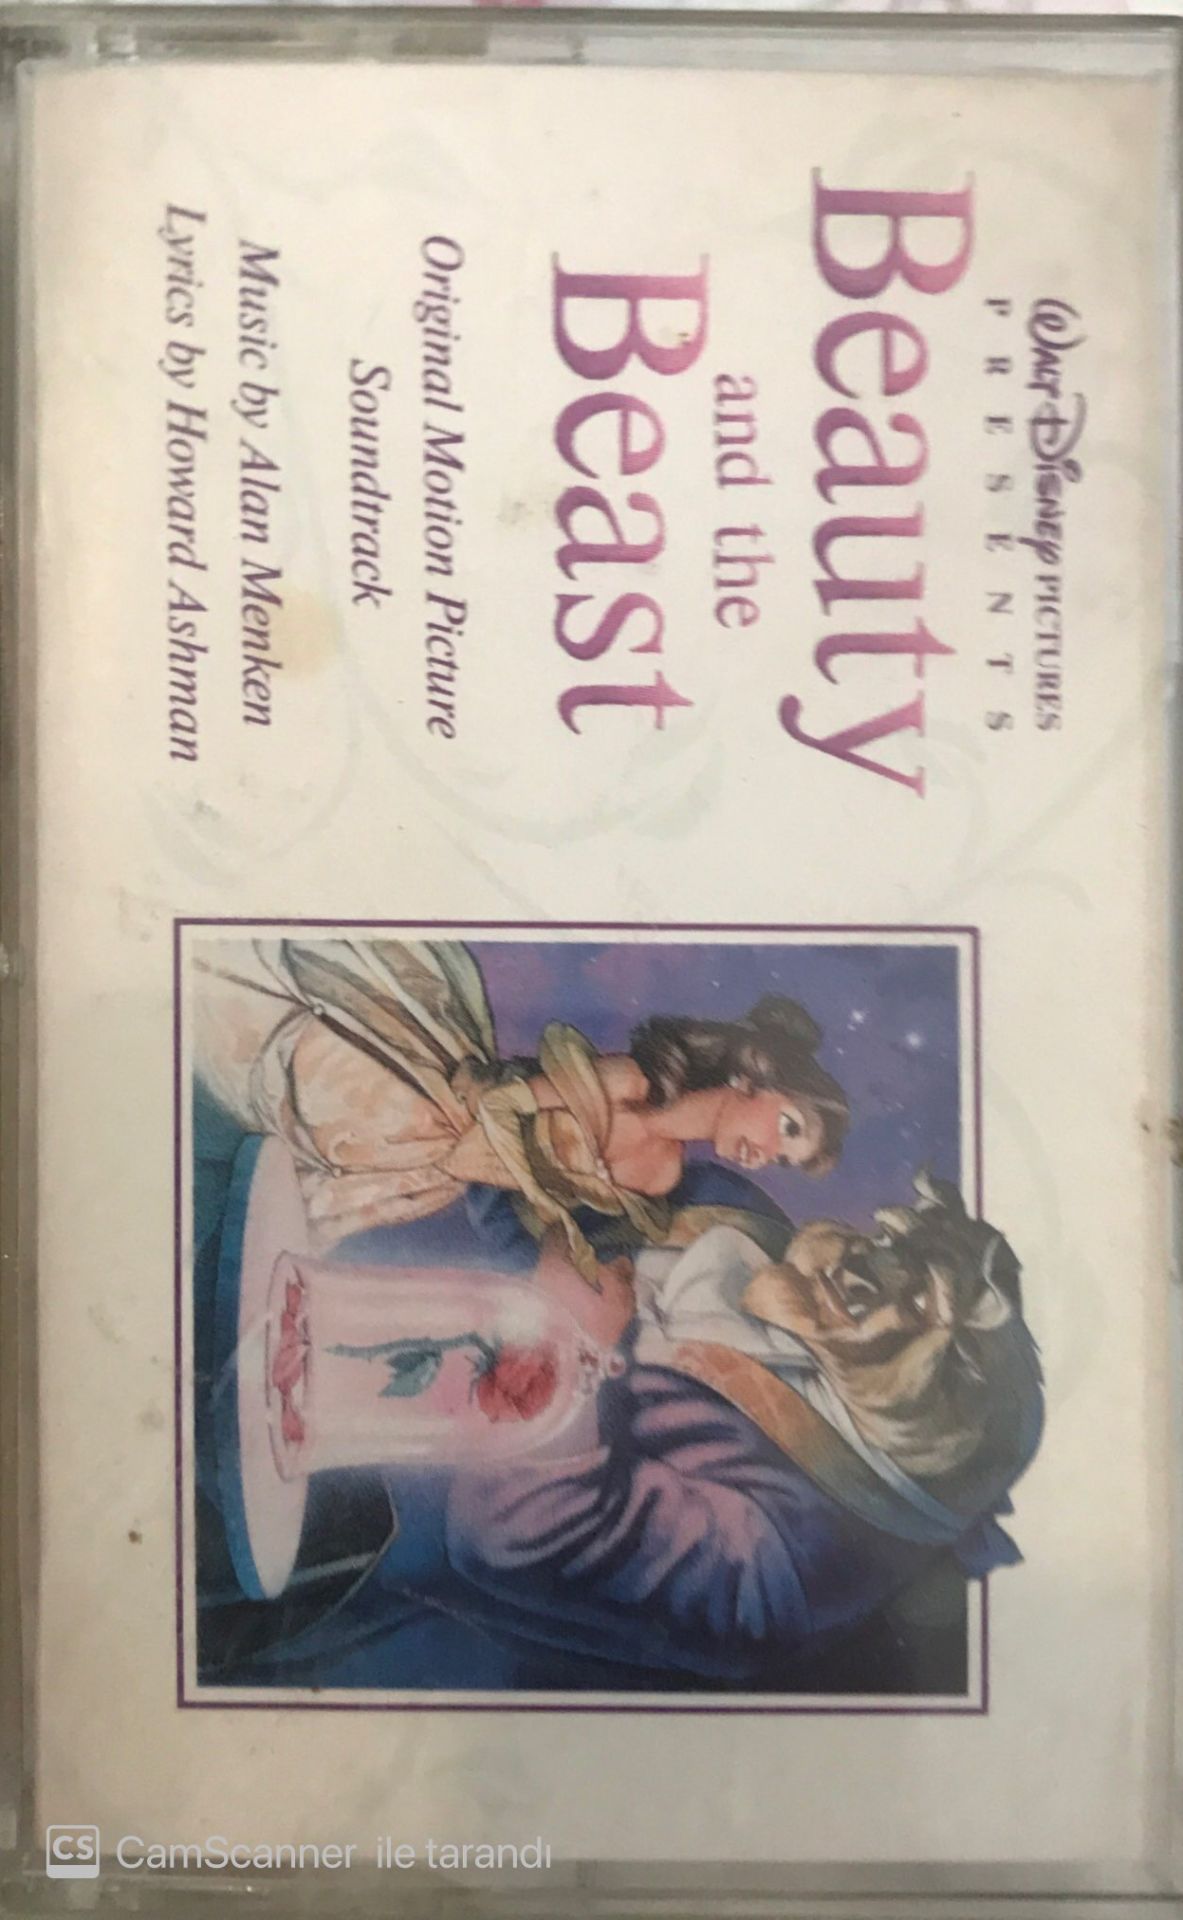 WALT DISNEY PICTURES
PRESENTS
Beauty
and the
Beast
Original Motion Picture
Soundtrack
Music by Alan Menken
Lyrics by Howard Ashman
CS CamScanner ile tarandı